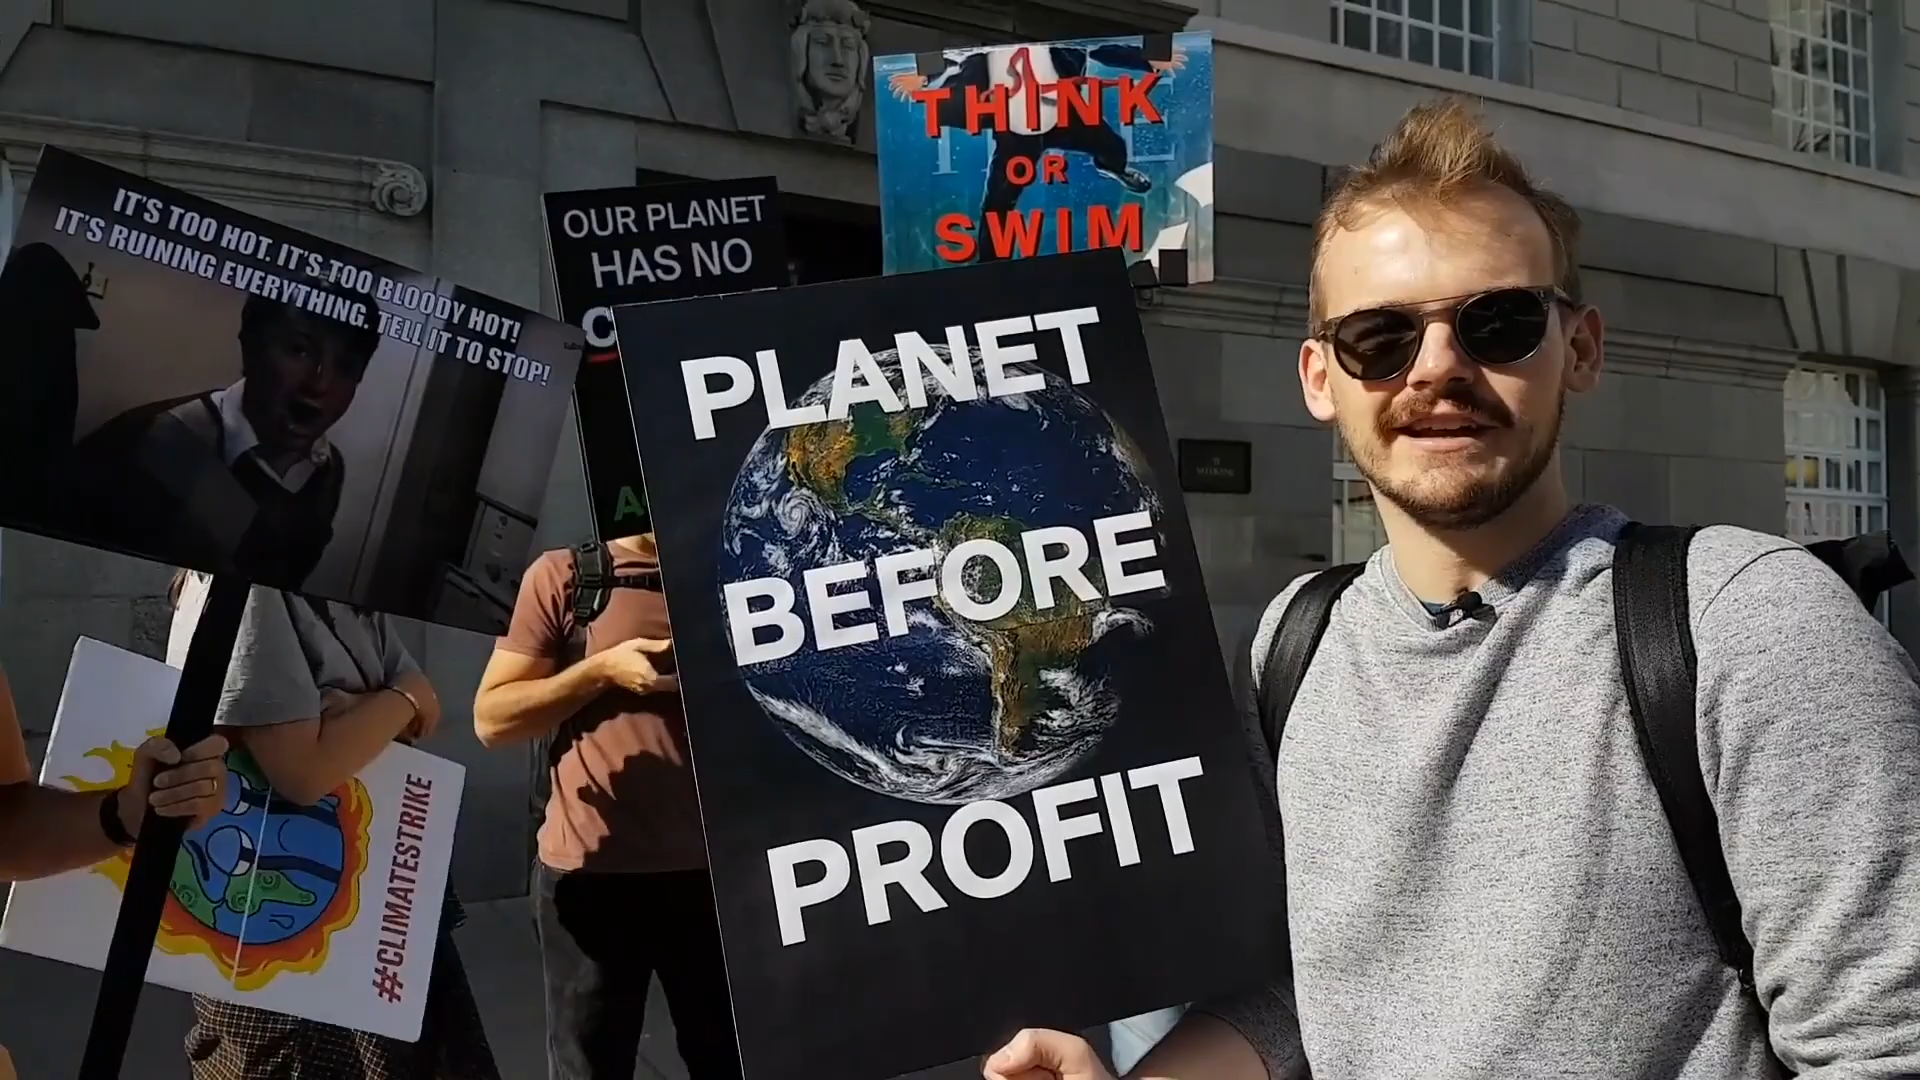 IT'S TOO HOT. IT'S TOO BLOODY HOT!
IT'S RUINING EVERYTHING. TELL IT TO STOP!
OUR PLANET
HAS NO
THINK
OR
SWIM
PLANET
BEFORE
PROFIT
#CLIMATESTRIKE